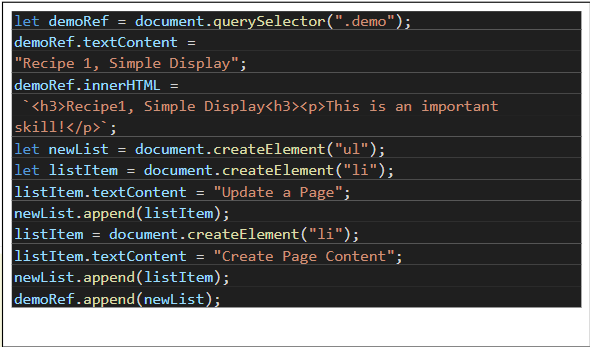 let demoRef = document.querySelector(".demo");
demoRef.textContent =
"Recipe 1, Simple Display";
demoRef.innerHTML =
`<h3>Recipe1, Simple Display<h3><p>This is an important
skill!</p>`;
let newList = document.createElement("ul");
let listItem = document.createElement("li");
listItem.textContent = "Update a Page";
newList.append(listItem);
listItem = document.createElement("li");
listItem.textContent = "Create Page Content";
newList.append(listItem);
demoRef.append(newList);